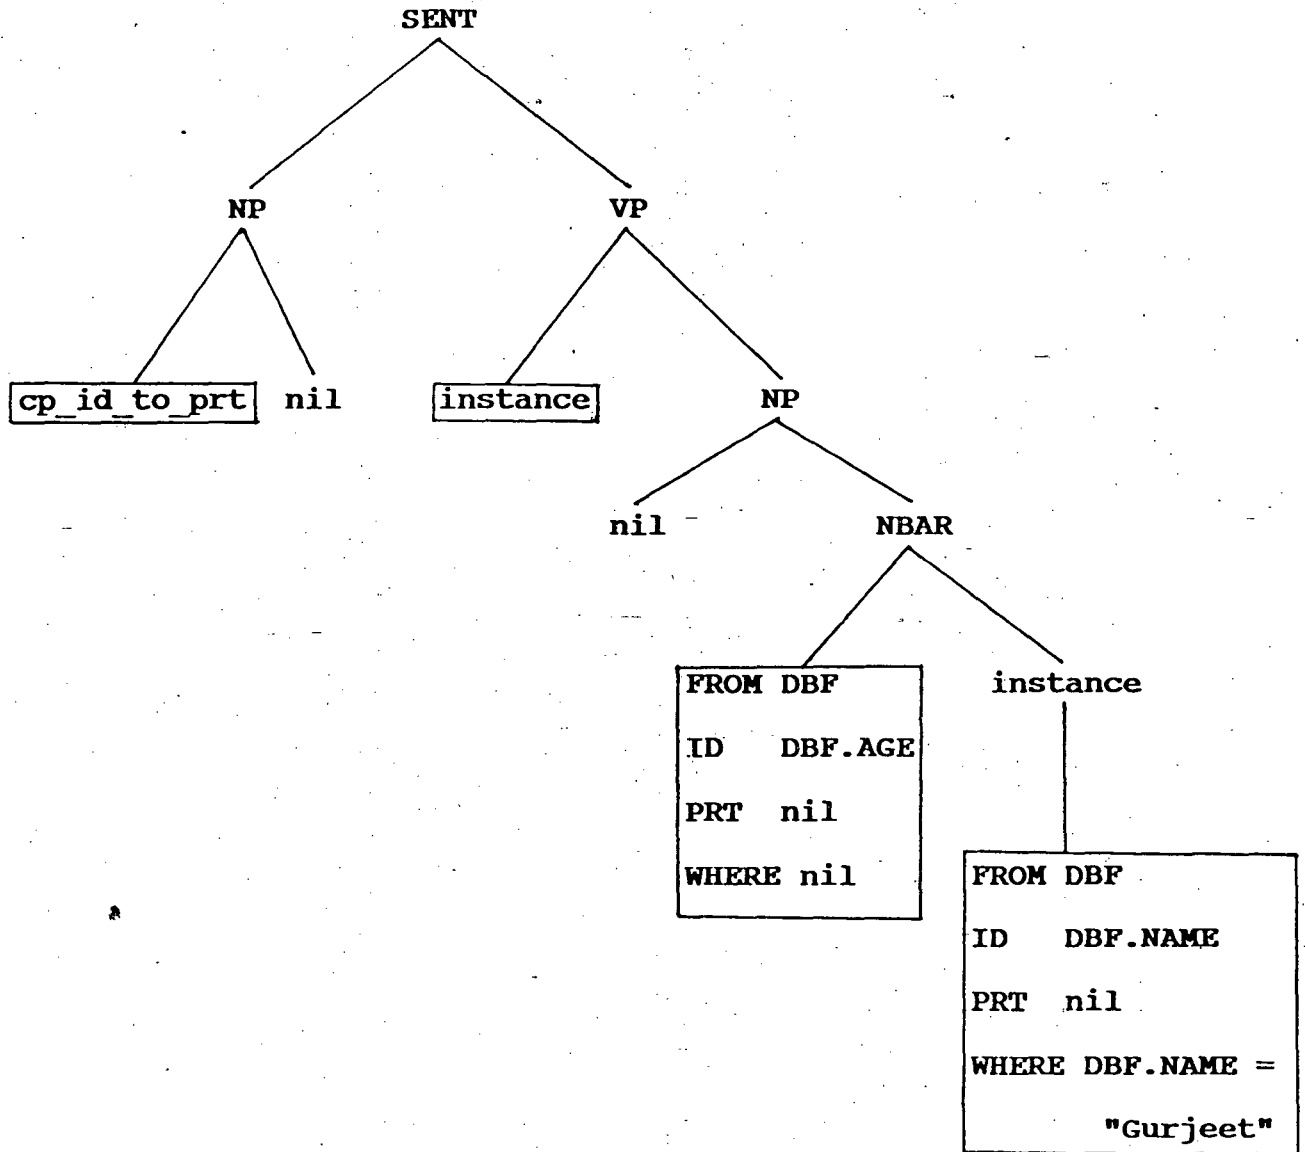 SENT
NP VP
cp_id_to_prt nil instance NP
nil NBAR
FROM DBF
ID DBF.AGE
PRT nil
WHERE nil
instance
FROM DBF
ID DBF.NAME
PRT nil
WHERE DBF.NAME =
"Gurjeet"